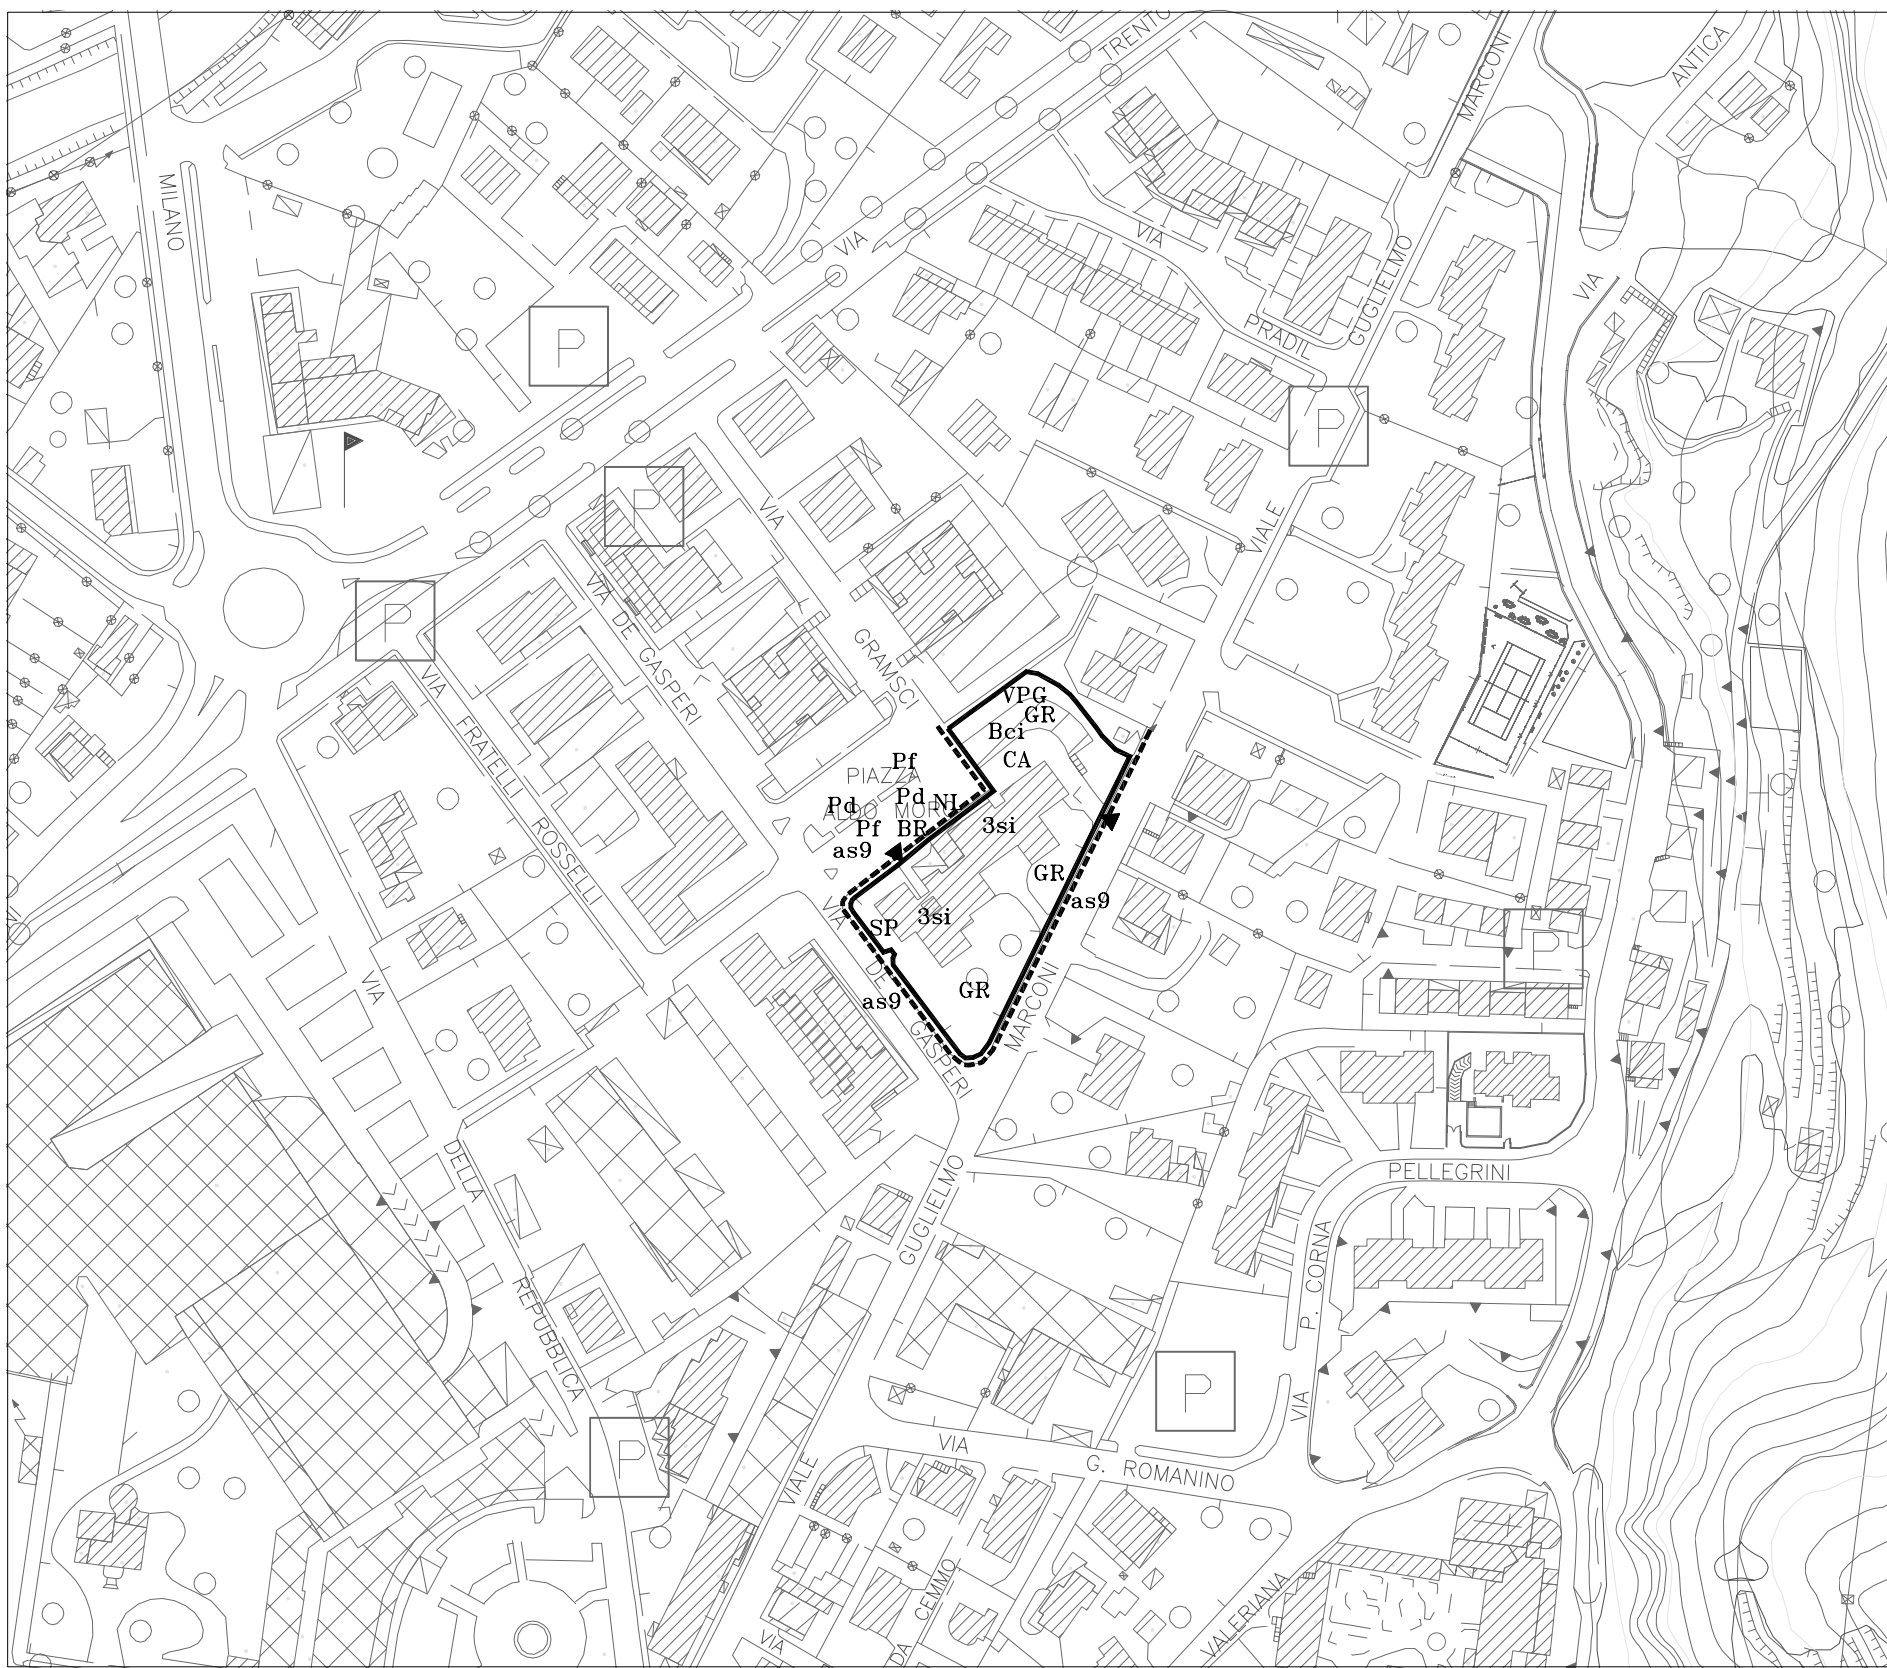 TRENTO
MARCONI
ANTICA
MILANO
VIA
VIA
VIA
GUGLIELMO
PRADIL
P
P
P
VIA
VIALE
P
VIA DE GASPERI
GRAMSCI
VIA
FRATELLI
ROSSELLI
VPG
GR
Bci
CA
Pf
PIAZZA
Pd
Pd
NI
ALDO MORO
Pf
BR
3si
as9
GR
as9
VIA
SP
3si
P
DE
GR
as9
VIA
MARCONI
GASPERI
DELLA
GUGLIELMO
PELLEGRINI
REPUBBLICA
P. CORNA
P
VIA
P
VIA
G. ROMANINO
VIALE
DA CEMMO
VALERIANA
VIA